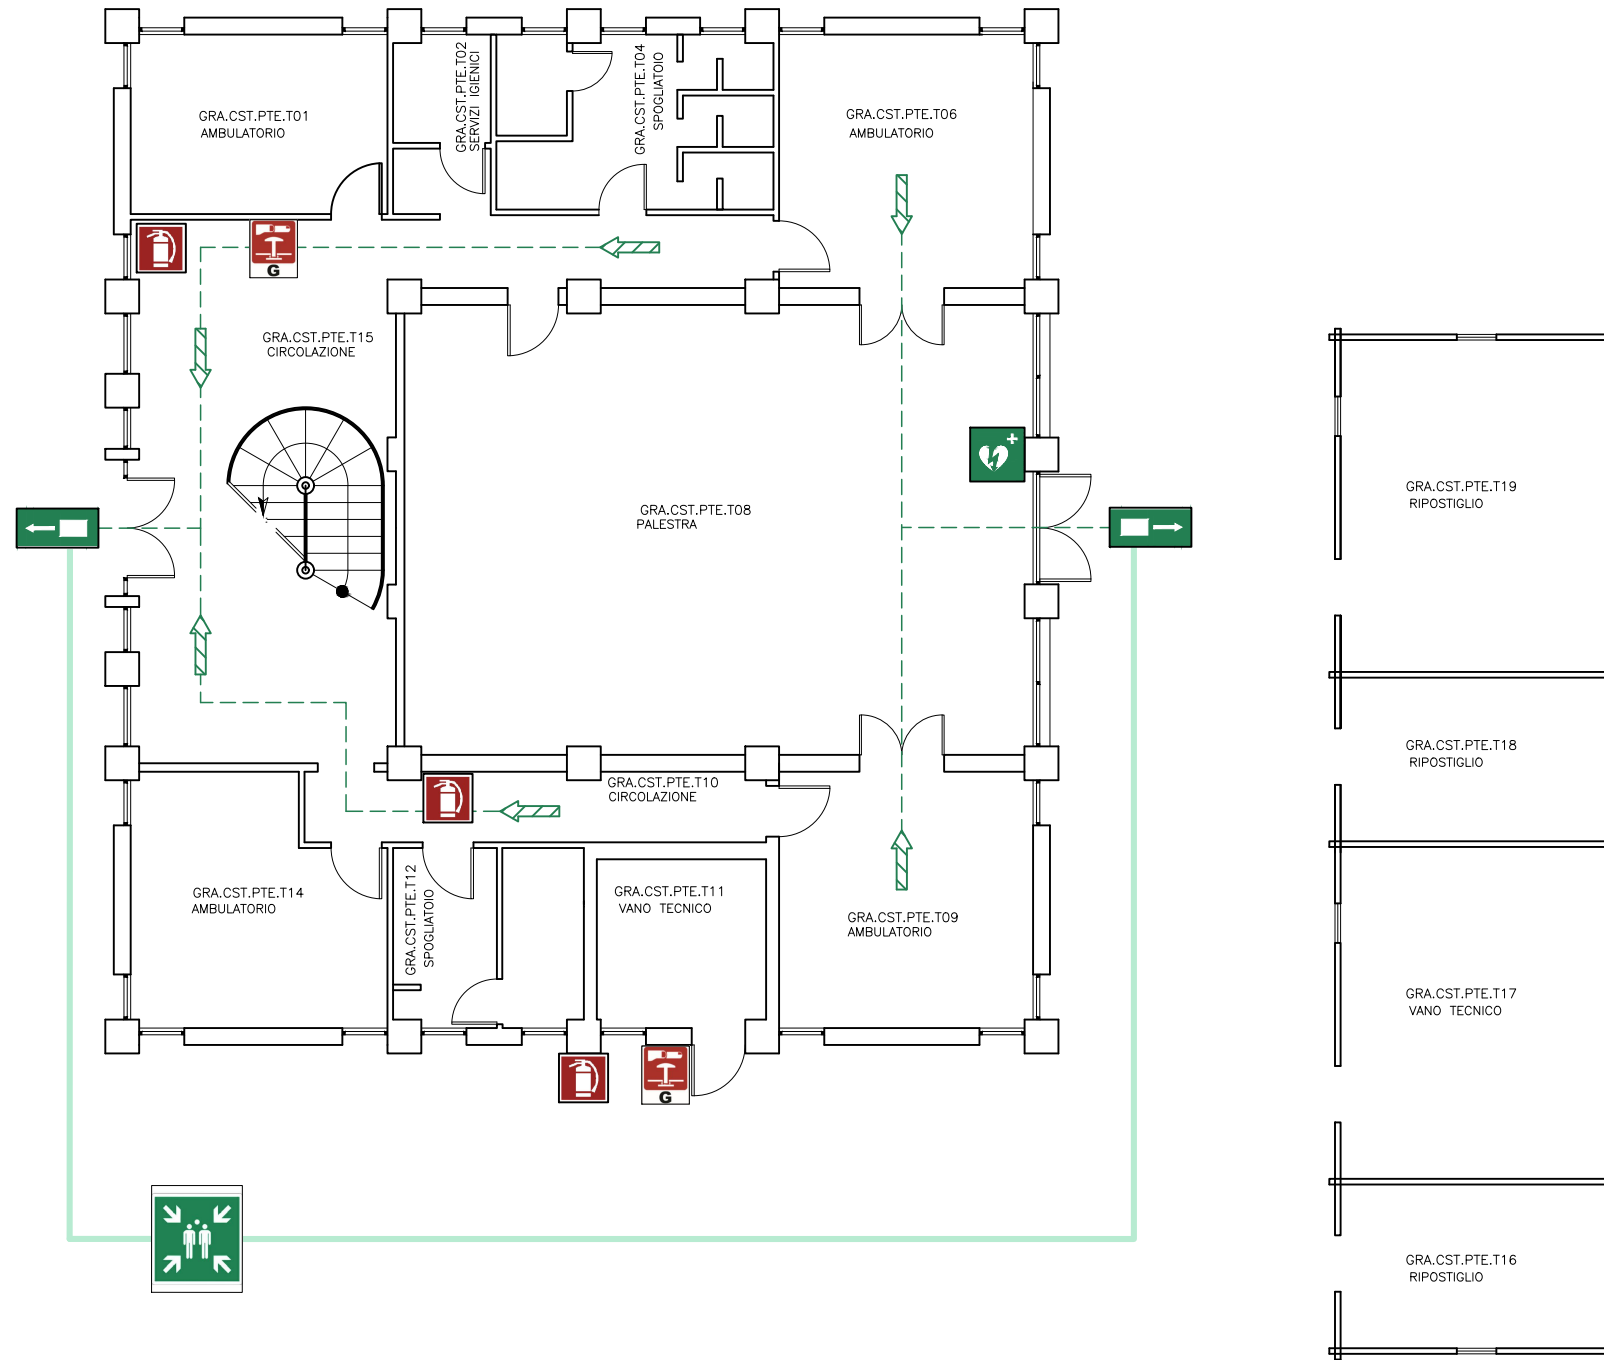 GRA.CST.PTE.T01
AMBULATORIO
GRA.CST.PTE.T02
SERVIZI IGIENICI
GRA.CST.PTE.T04
SPOGLIATOIO
GRA.CST.PTE.T06
AMBULATORIO
G
GRA.CST.PTE.T15
CIRCOLAZIONE
GRA.CST.PTE.T08
PALESTRA
GRA.CST.PTE.T19
RIPOSTIGLIO
GRA.CST.PTE.T18
RIPOSTIGLIO
GRA.CST.PTE.T10
CIRCOLAZIONE
GRA.CST.PTE.T14
AMBULATORIO
GRA.CST.PTE.T12
SPOGLIATOIO
GRA.CST.PTE.T11
VANO TECNICO
GRA.CST.PTE.T09
AMBULATORIO
GRA.CST.PTE.T17
VANO TECNICO
G
GRA.CST.PTE.T16
RIPOSTIGLIO